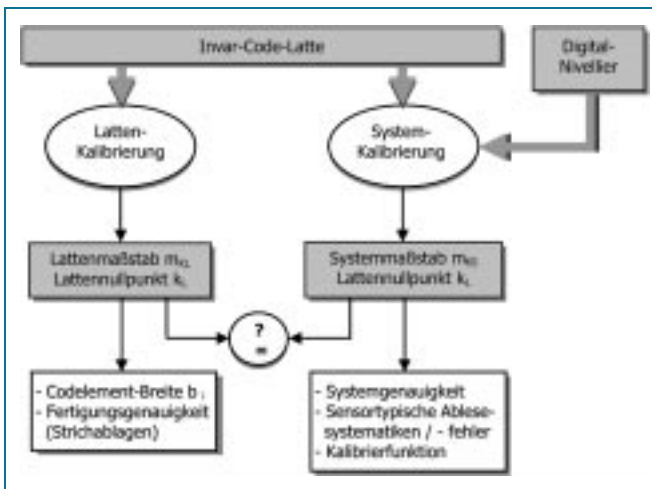 Invar-Code-Latte
Digital-
Nivellier
Latten-
Kalibrierung
System-
Kalibrierung
Lattenmaßstab m
Lattennullpunkt k
Systemmaßstab m
Lattennullpunkt k
?
=
- Codelement-Breite b i
- Fertigungsgenauigkeit
(Strichablagen)
- Systemgenauigkeit
- Sensortypische Ablese-
systematiken / - fehler
- Kalibrierfunktion